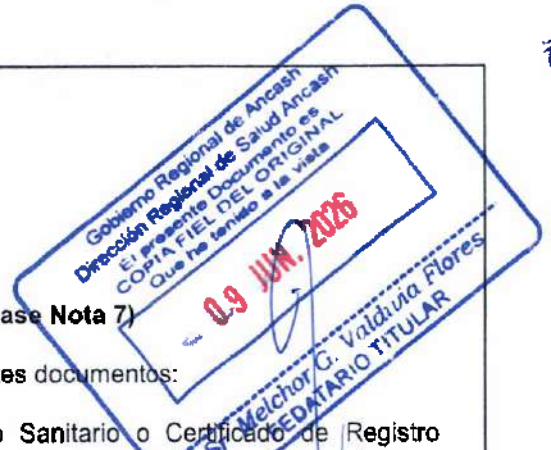 Gobierno Regional de Ancash
Dirección Regional de Salud Ancash
El presente Documento es
COPIA FIEL DEL ORIGINAL
Que he tenido a la vista
09 JUN. 2026
Melchor G. Valdivia Flores
FEDATARIO TITULAR
ase Nota 7)
es documentos:
o Sanitario o Certificado de Registro